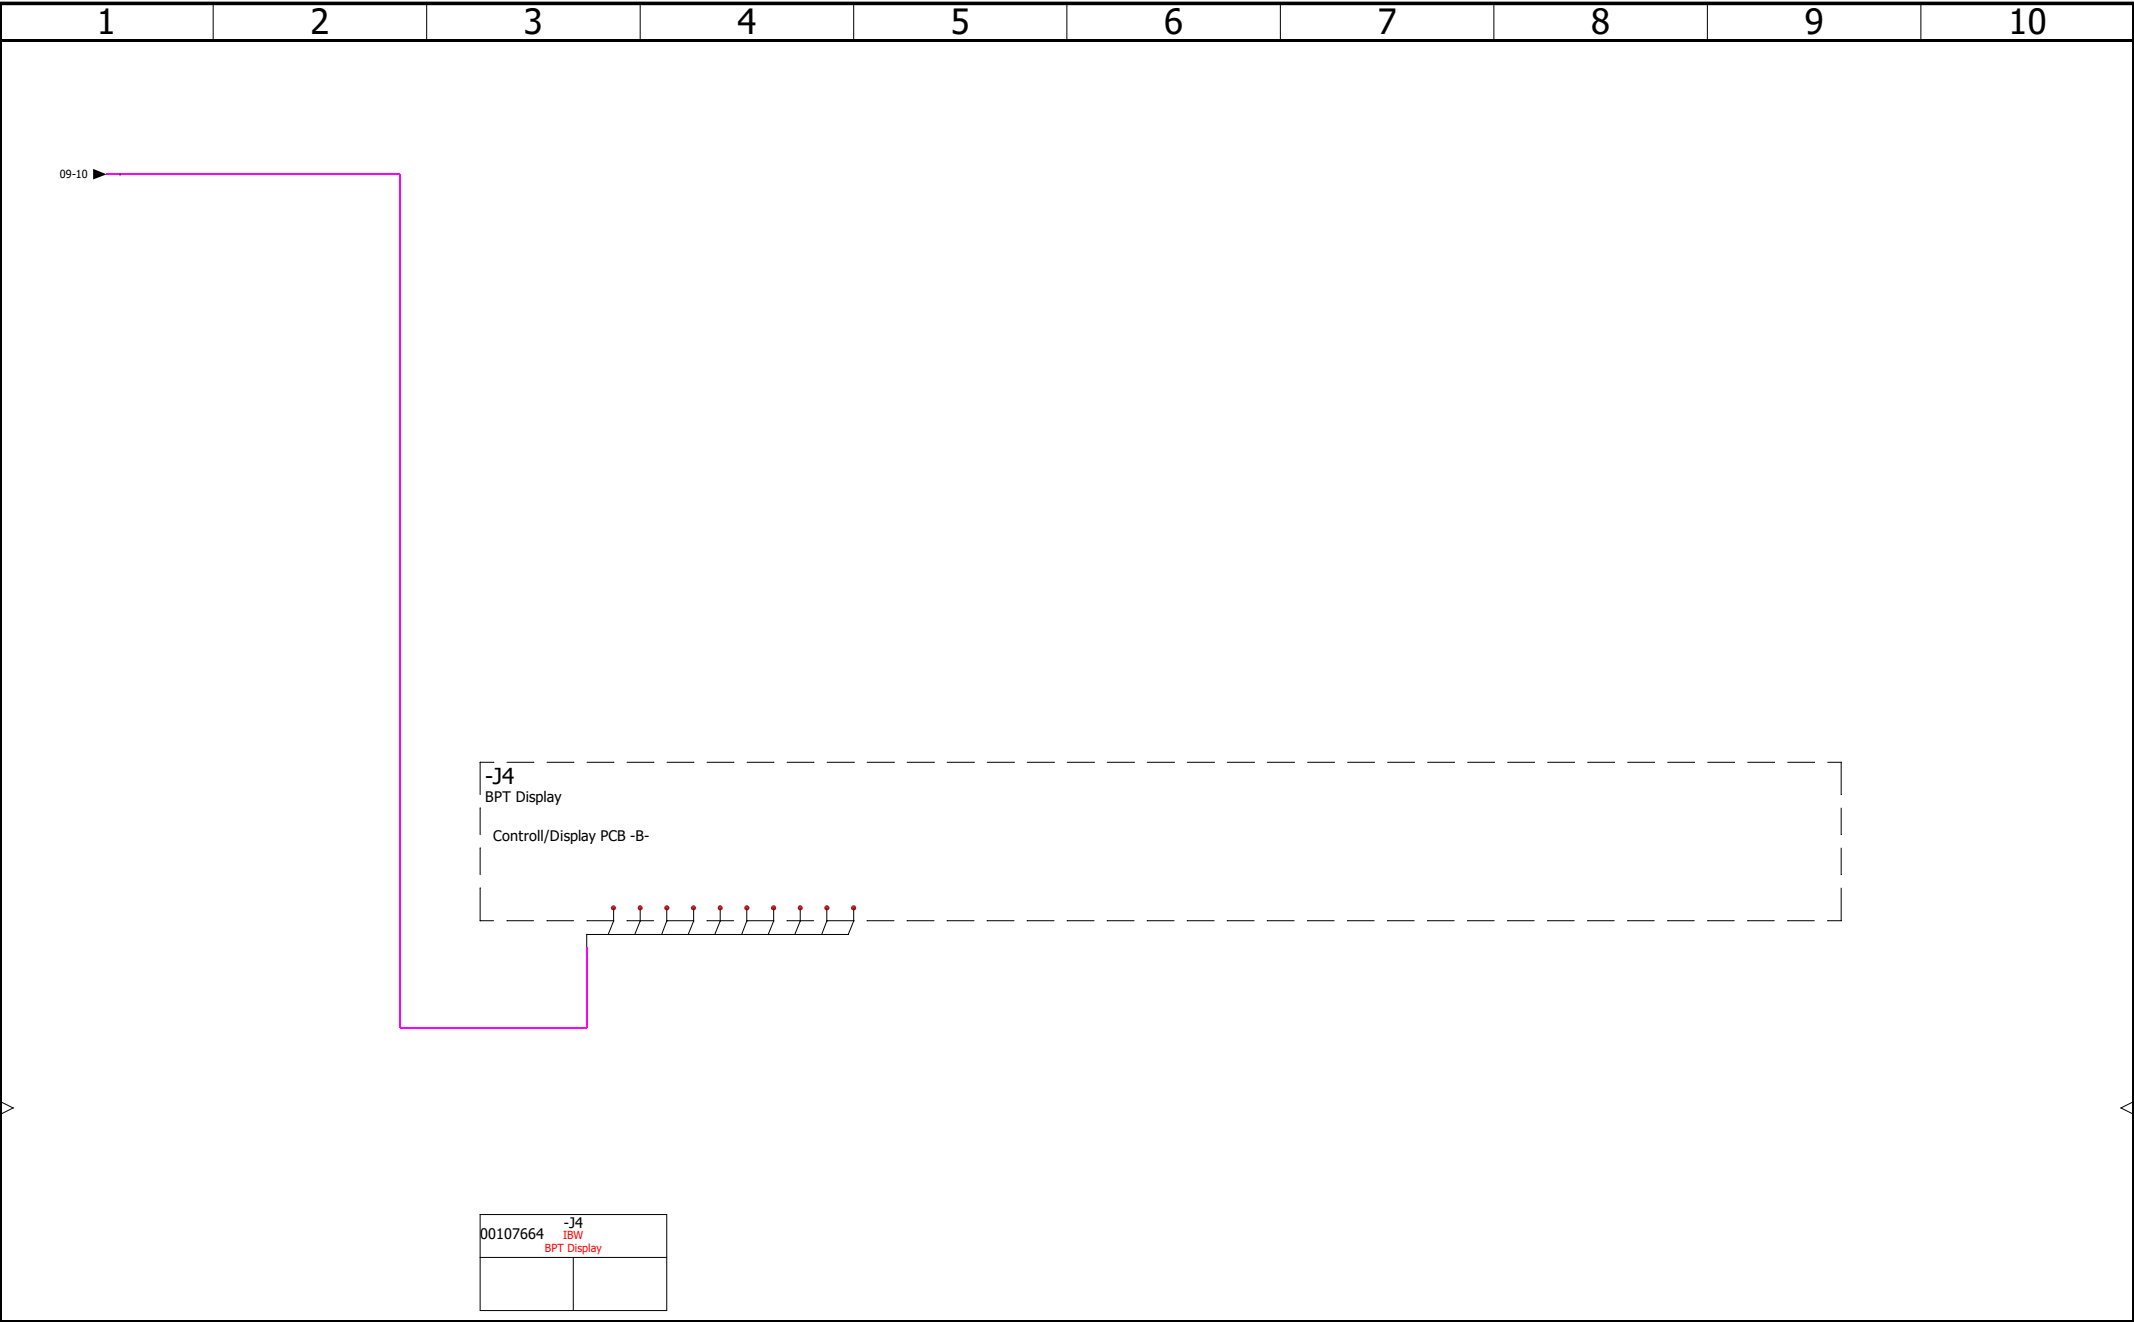 1 2 3 4 5 6 7 8 9 10
09-10
-J4
BPT Display
Controll/Display PCB -B-
-J4
00107664 IBW
BPT Display